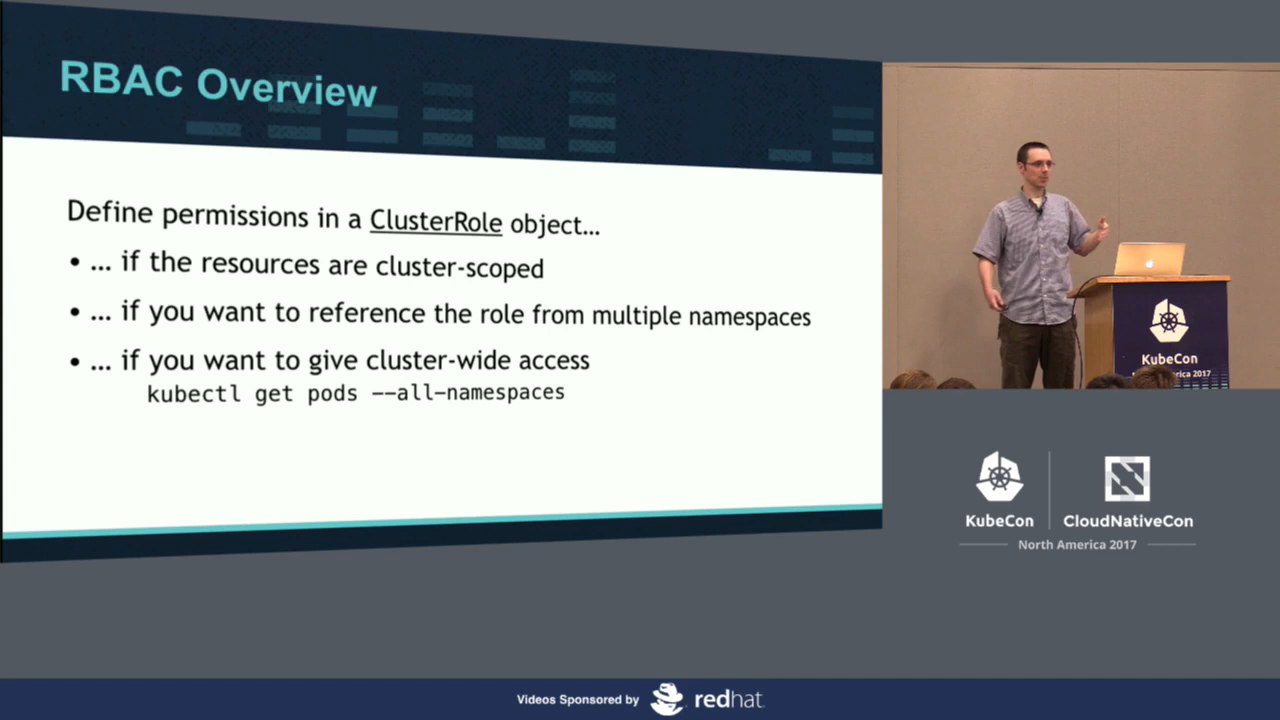 RBAC Overview
Define permissions in a ClusterRole object...
• ... if the resources are cluster-scoped
• ... if you want to reference the role from multiple namespaces
• ... if you want to give cluster-wide access
kubectl get pods --all-namespaces
KubeCon
America 2017
KubeCon
CloudNativeCon
North America 2017
Videos Sponsored by redhat